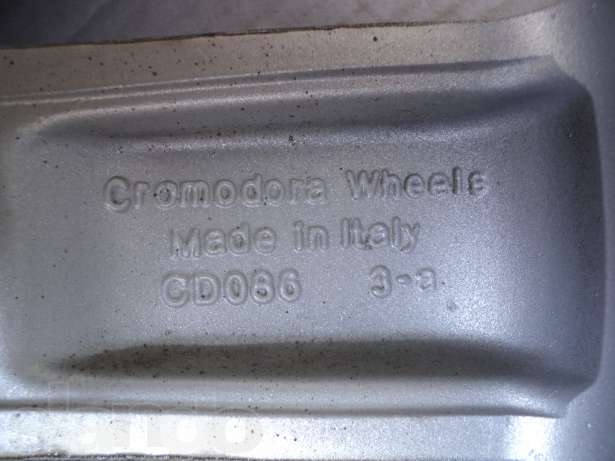 Cromodora Wheels
Made in Italy
CD086 3-a